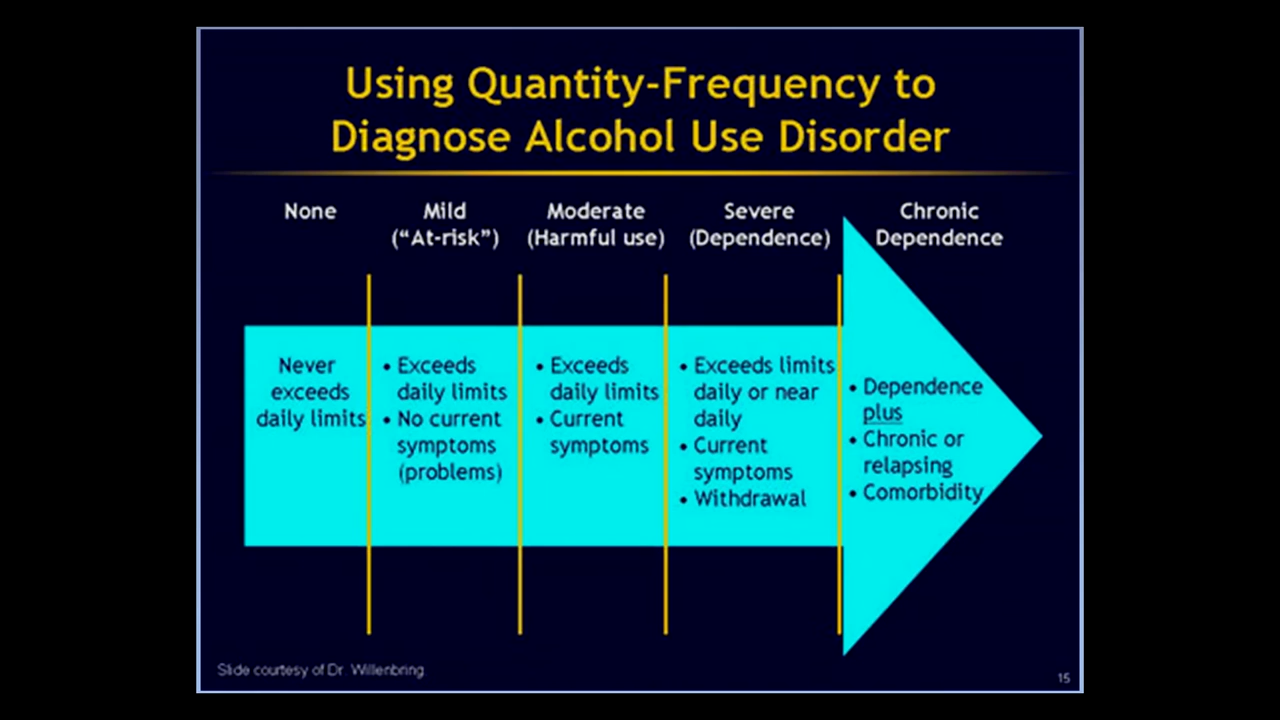 Using Quantity-Frequency to
Diagnose Alcohol Use Disorder
None
Mild
(“At-risk”)
Moderate
(Harmful use)
Severe
(Dependence)
Chronic
Dependence
Never
exceeds
daily limits
• Exceeds
daily limits
• No current
symptoms
(problems)
• Exceeds
daily limits
• Current
symptoms
• Exceeds limits
daily or near
daily
• Current
symptoms
• Withdrawal
• Dependence
plus
• Chronic or
relapsing
• Comorbidity
Slide courtesy of Dr. Willenbring
15